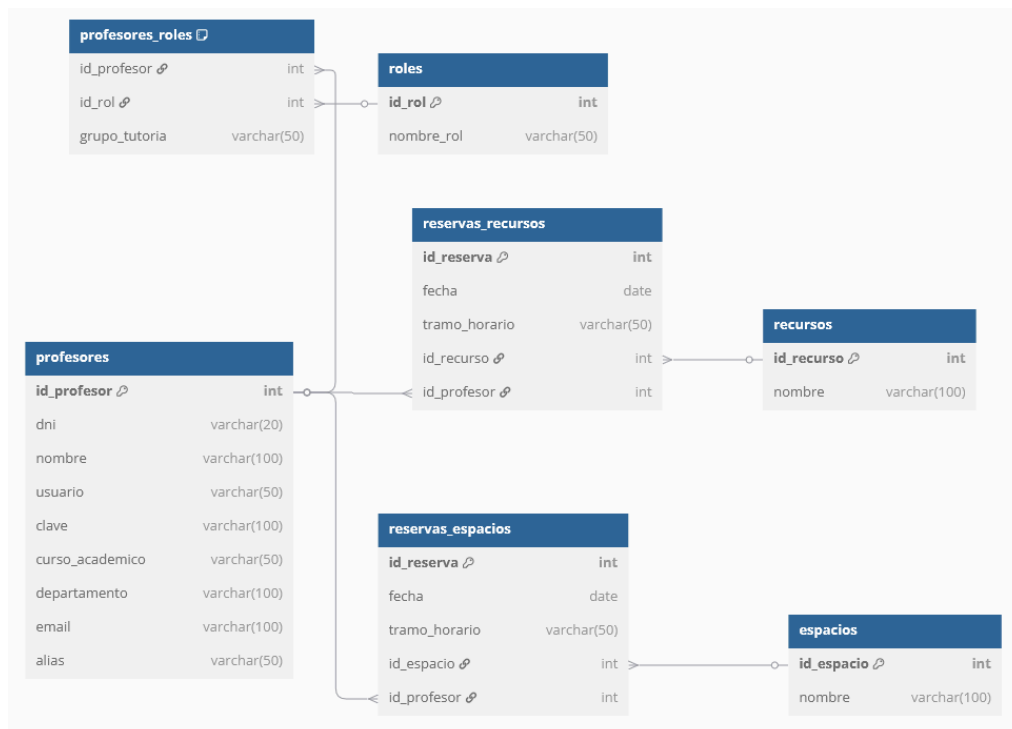 profesores_roles
id_profesor int
id_rol int
grupo_tutoria varchar(50)
roles
id_rol int
nombre_rol varchar(50)
reservas_recursos
id_reserva int
fecha date
tramo_horario varchar(50)
id_recurso int
id_profesor int
recursos
id_recurso int
nombre varchar(100)
profesores
id_profesor int
dni varchar(20)
nombre varchar(100)
usuario varchar(50)
clave varchar(100)
curso_academico varchar(50)
departamento varchar(100)
email varchar(100)
alias varchar(50)
reservas_espacios
id_reserva int
fecha date
tramo_horario varchar(50)
id_espacio int
id_profesor int
espacios
id_espacio int
nombre varchar(100)